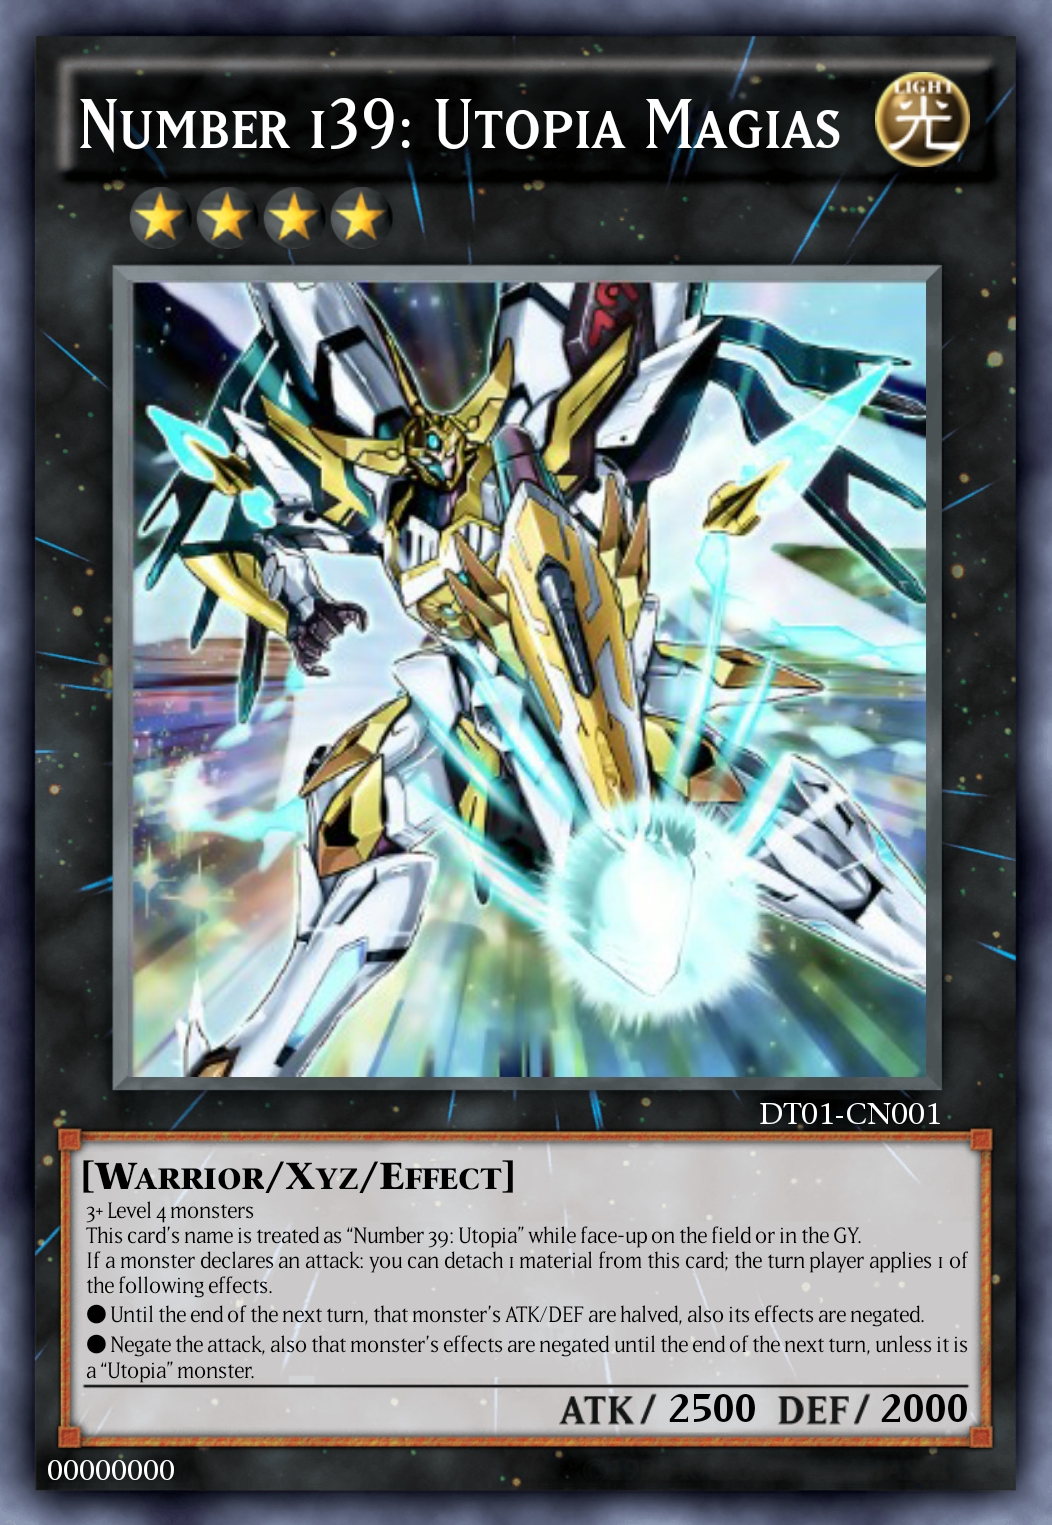 Number i39: Utopia Magias
LIGHT
光
DT01-CN001
[Warrior/Xyz/Effect]
3+ Level 4 monsters
This card's name is treated as “Number 39: Utopia” while face-up on the field or in the GY.
If a monster declares an attack: you can detach 1 material from this card; the turn player applies 1 of
the following effects.
● Until the end of the next turn, that monster's ATK/DEF are halved, also its effects are negated.
● Negate the attack, also that monster's effects are negated until the end of the next turn, unless it is
a “Utopia” monster.
ATK/ 2500 DEF/ 2000
00000000